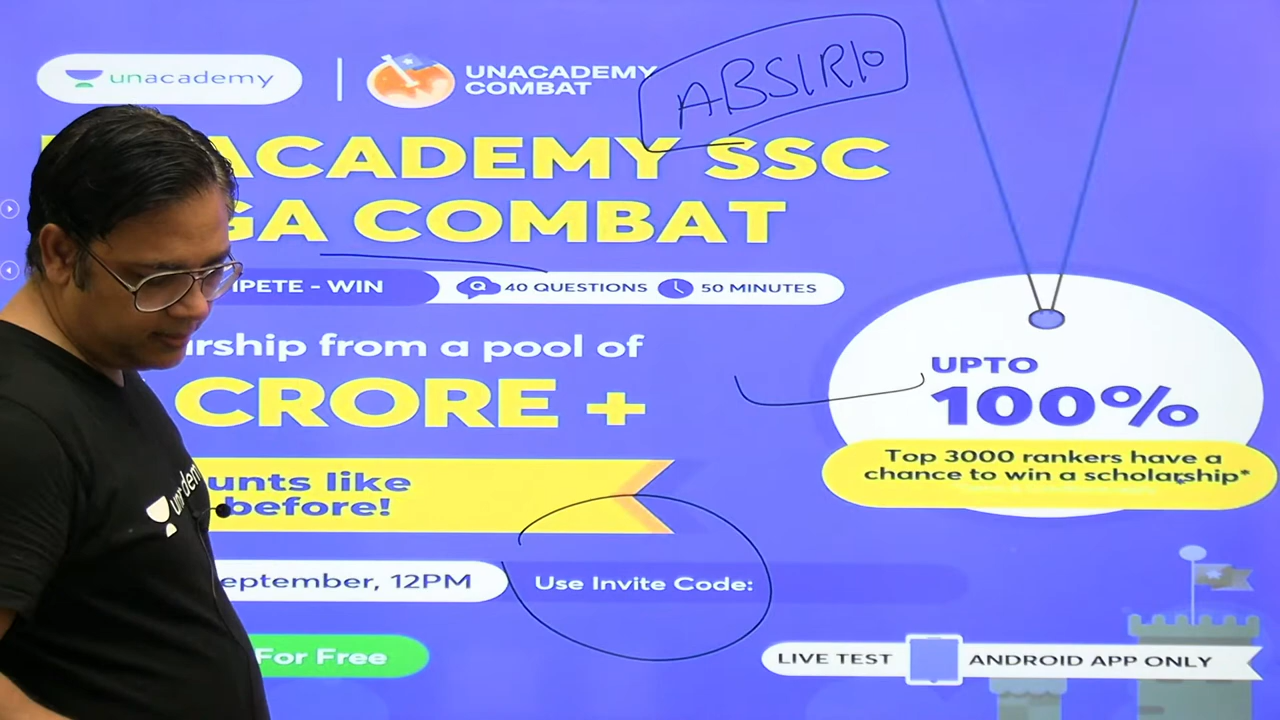 unacademy
UNACADEMY
COMBAT
ABSIR10
ACADEMY SSC
GA COMBAT
PETE - WIN
40 QUESTIONS
50 MINUTES
rship from a pool of
CRORE +
unts like
before!
eptember, 12PM
Use Invite Code:
For Free
UPTO
100%
Top 3000 rankers have a
chance to win a scholarship*
LIVE TEST
ANDROID APP ONLY